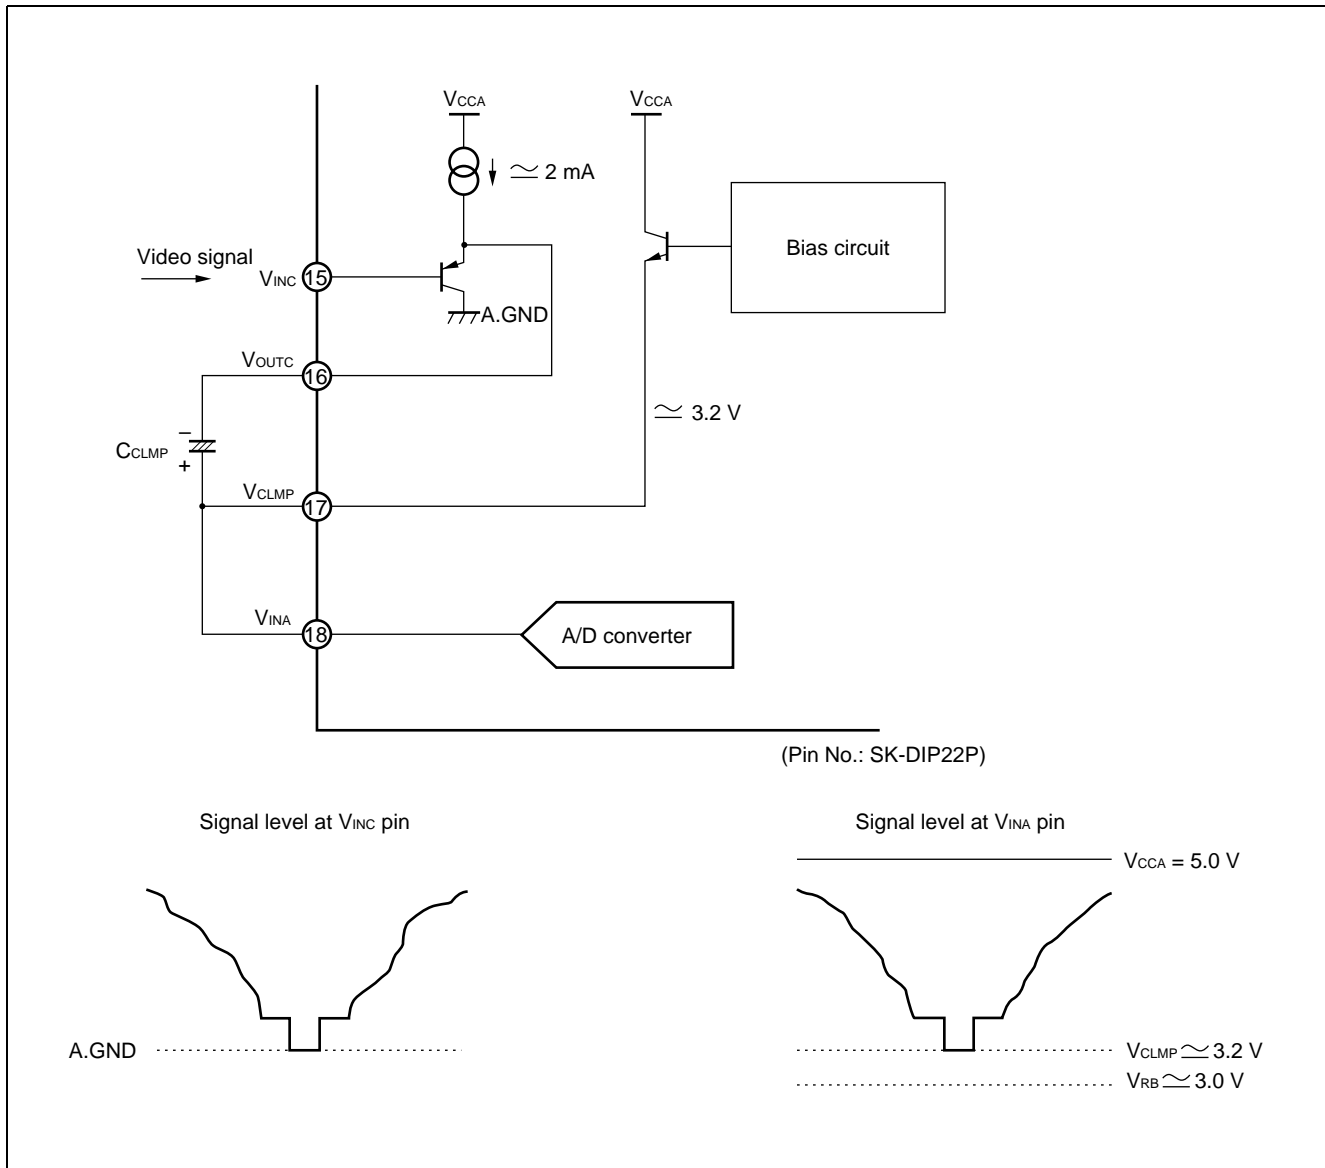 VCCA
VCCA
≃ 2 mA
Bias circuit
Video signal
VINC
15
A.GND
VOUTC
16
≃ 3.2 V
–
CCLMP
+
VCLMP
17
VINA
18
A/D converter
(Pin No.: SK-DIP22P)
Signal level at VINC pin
A.GND
Signal level at VINA pin
VCCA = 5.0 V
VCLMP ≃ 3.2 V
VRB ≃ 3.0 V